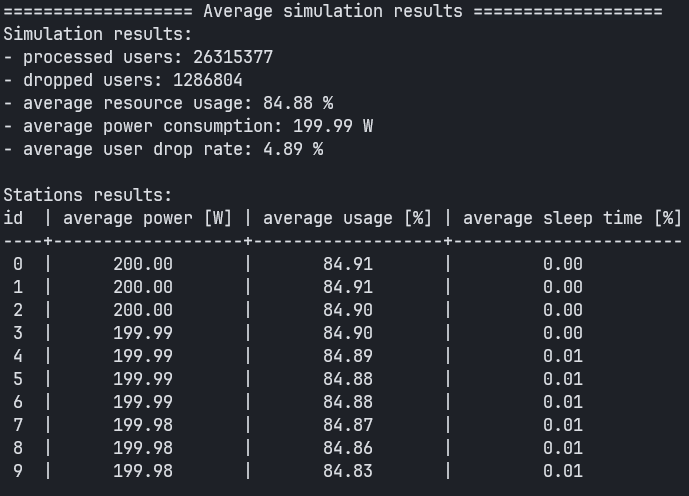 =================== Average simulation results ===================
Simulation results:
- processed users: 26315377
- dropped users: 1286804
- average resource usage: 84.88 %
- average power consumption: 199.99 W
- average user drop rate: 4.89 %

Stations results:
id  | average power [W] | average usage [%] | average sleep time [%]
----+-------------------+-------------------+-----------------------
 0  |      200.00       |       84.91       |         0.00
 1  |      200.00       |       84.91       |         0.00
 2  |      200.00       |       84.90       |         0.00
 3  |      199.99       |       84.90       |         0.00
 4  |      199.99       |       84.89       |         0.01
 5  |      199.99       |       84.88       |         0.01
 6  |      199.99       |       84.88       |         0.01
 7  |      199.98       |       84.87       |         0.01
 8  |      199.98       |       84.86       |         0.01
 9  |      199.98       |       84.83       |         0.01